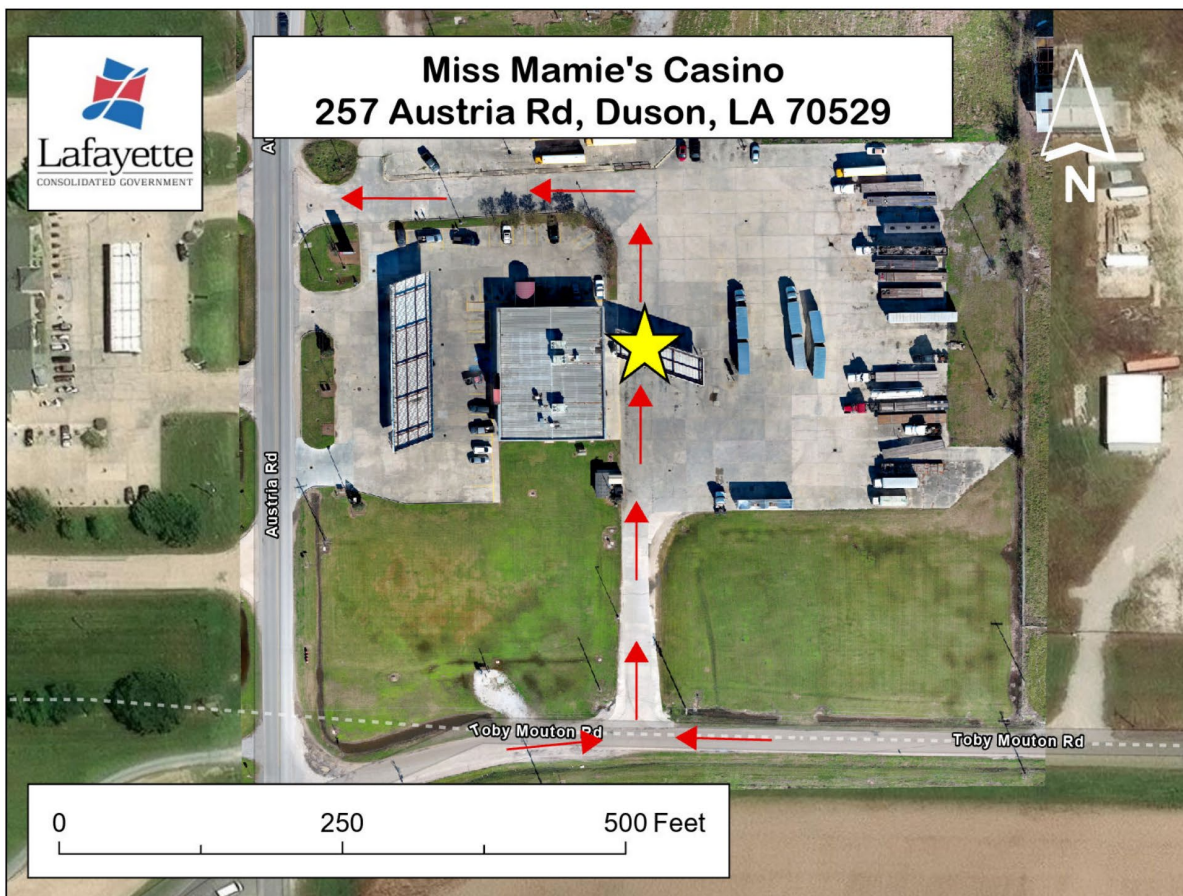 Miss Mamie's Casino
257 Austria Rd, Duson, LA 70529
Lafayette
CONSOLIDATED GOVERNMENT
N
Austria Rd
Toby Mouton Rd
Toby Mouton Rd
0 250 500 Feet